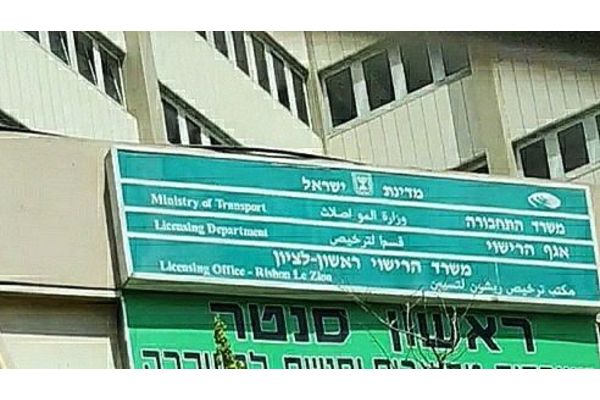 מדינת ישראל
משרד התחבורה وزارة المواصلات Ministry of Transport
אגף הרישוי قسم الترخيص Licensing Department
משרד הרישוי ראשון-לציון
مكتب ترخيص ريشون لتسيين Licensing Office - Rishon Le Zion
ראשון סנטר